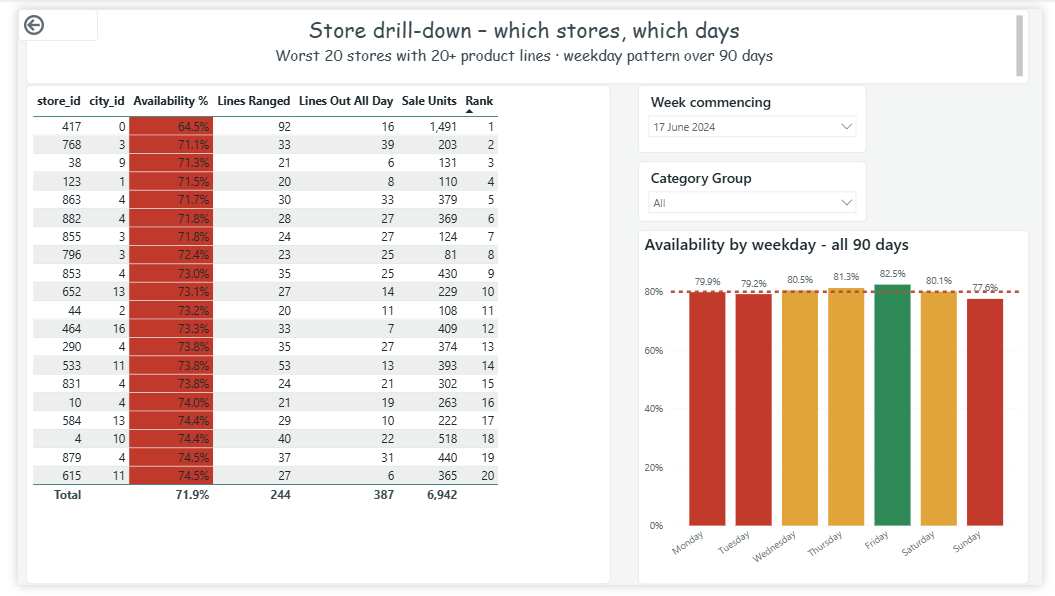 Store drill-down – which stores, which days
Worst 20 stores with 20+ product lines · weekday pattern over 90 days
store_id city_id Availability % Lines Ranged Lines Out All Day Sale Units Rank
417 0 64.5% 92 16 1,491 1
768 3 71.1% 33 39 203 2
38 9 71.3% 21 6 131 3
123 1 71.5% 20 8 110 4
863 4 71.7% 30 33 379 5
882 4 71.8% 28 27 369 6
855 3 71.8% 24 27 124 7
796 3 72.4% 23 25 81 8
853 4 73.0% 35 25 430 9
652 13 73.1% 27 14 229 10
44 2 73.2% 20 11 108 11
464 16 73.3% 33 7 409 12
290 4 73.8% 35 27 374 13
533 11 73.8% 53 13 393 14
831 4 73.8% 24 21 302 15
10 4 74.0% 21 19 263 16
584 13 74.4% 29 10 222 17
4 10 74.4% 40 22 518 18
879 4 74.5% 37 31 440 19
615 11 74.5% 27 6 365 20
Total 71.9% 244 387 6,942
Week commencing
17 June 2024
Category Group
All
Availability by weekday - all 90 days
79.9% 79.2% 80.5% 81.3% 82.5% 80.1% 77.6%
80%
60%
40%
20%
0%
Monday Tuesday Wednesday Thursday Friday Saturday Sunday